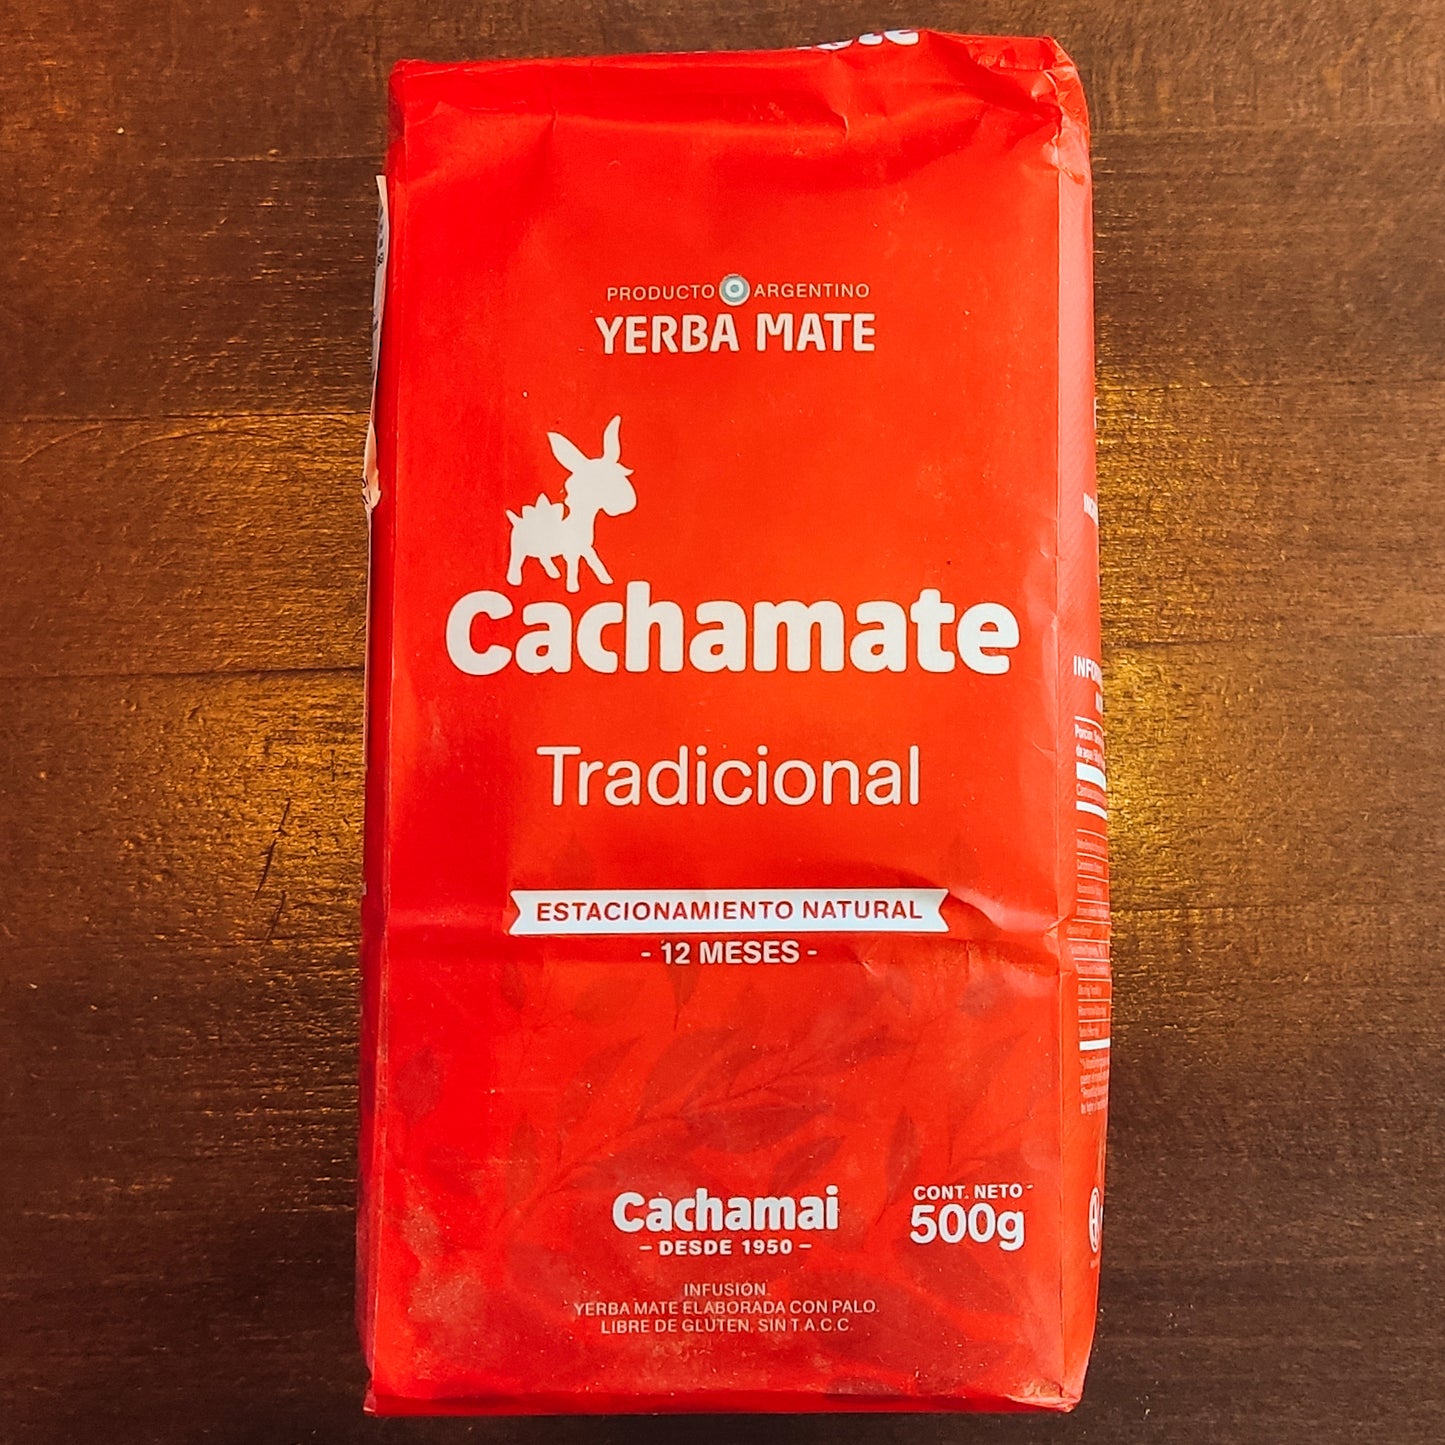 PRODUCTO ARGENTINO
YERBA MATE
Cachamate
Tradicional
ESTACIONAMIENTO NATURAL
- 12 MESES -
Cachamai
- DESDE 1950 -
CONT. NETO
500g
INFUSIÓN.
YERBA MATE ELABORADA CON PALO.
LIBRE DE GLUTEN, SIN T.A.C.C.